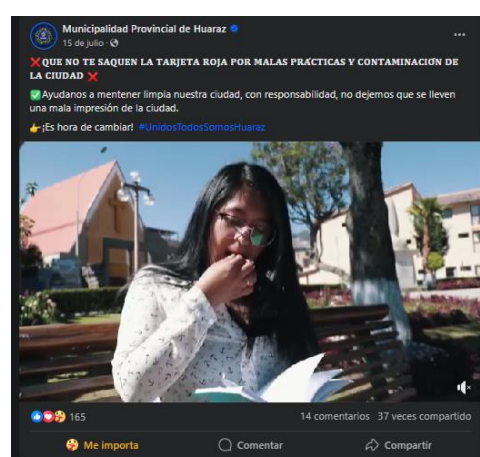 Municipalidad Provincial de Huaraz
15 de julio ·
❌QUE NO TE SAQUEN LA TARJETA ROJA POR MALAS PRÁCTICAS Y CONTAMINACIÓN DE
LA CIUDAD ❌
✅Ayudanos a mantener limpia nuestra ciudad, con responsabilidad, no dejemos que se lleven
una mala impresión de la ciudad.
👉¡Es hora de cambiar! #UnidosTodosSomosHuaraz
165
14 comentarios 37 veces compartido
Me importa
Comentar
Compartir